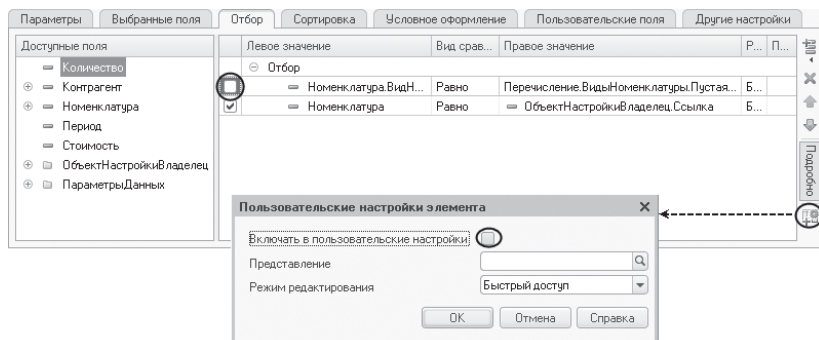 Параметры Выбранные поля Отбор Сортировка Условное оформление Пользовательские поля Другие настройки
Доступные поля
Количество
Контрагент
Номенклатура
Период
Стоимость
ОбъектНастройкиВладелец
ПараметрыДанных
Левое значение Вид срав... Правое значение Р... П...
Отбор
Номенклатура.ВидН... Равно Перечисление.ВидыНоменклатуры.Пустая... Б...
Номенклатура Равно ОбъектНастройкиВладелец.Ссылка Б...
Подробно
Пользовательские настройки элемента
Включать в пользовательские настройки
Представление
Режим редактирования Быстрый доступ
ОК Отмена Справка